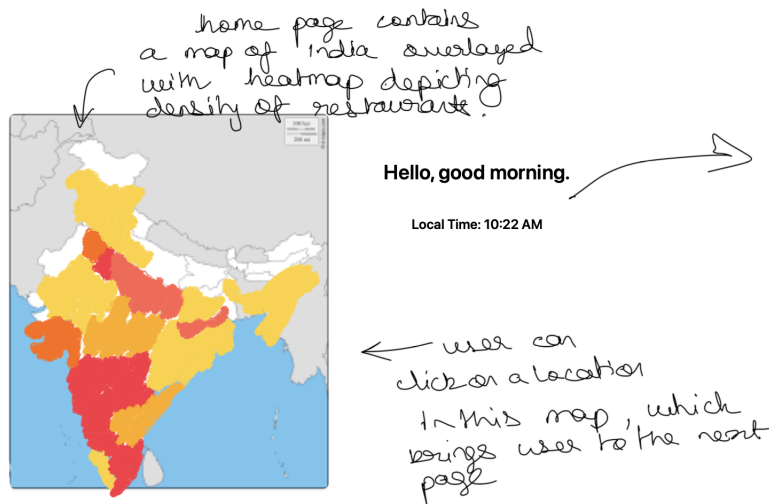 home page contains
a map of india overlayed
with heatmap depicting
density of restaurants.
Hello, good morning.
Local Time: 10:22 AM
user can
click on a location
in this map, which
brings user to the next
page